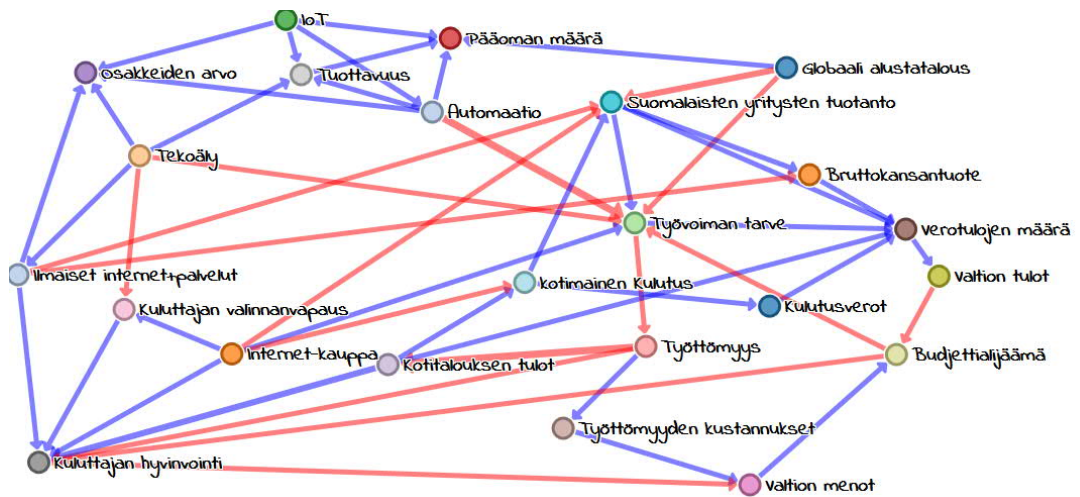 IoT
Pääoman määrä
Osakkeiden arvo
Tuottavuus
Globaali alustatalous
Suomalaisten yritysten tuotanto
Automaatio
Tekoäly
Bruttokansantuote
Työvoiman tarve
Verotulojen määrä
Ilmaiset internet+palvelut
Kotimainen Kulutus
Valtion tulot
Kuluttajan valinnanvapaus
Kulutusverot
Internet-kauppa
Kotitalouksen tulot
Työttömyys
Budjettialijäämä
Työttömyyden kustannukset
Kuluttajan hyvinvointi
Valtion menot